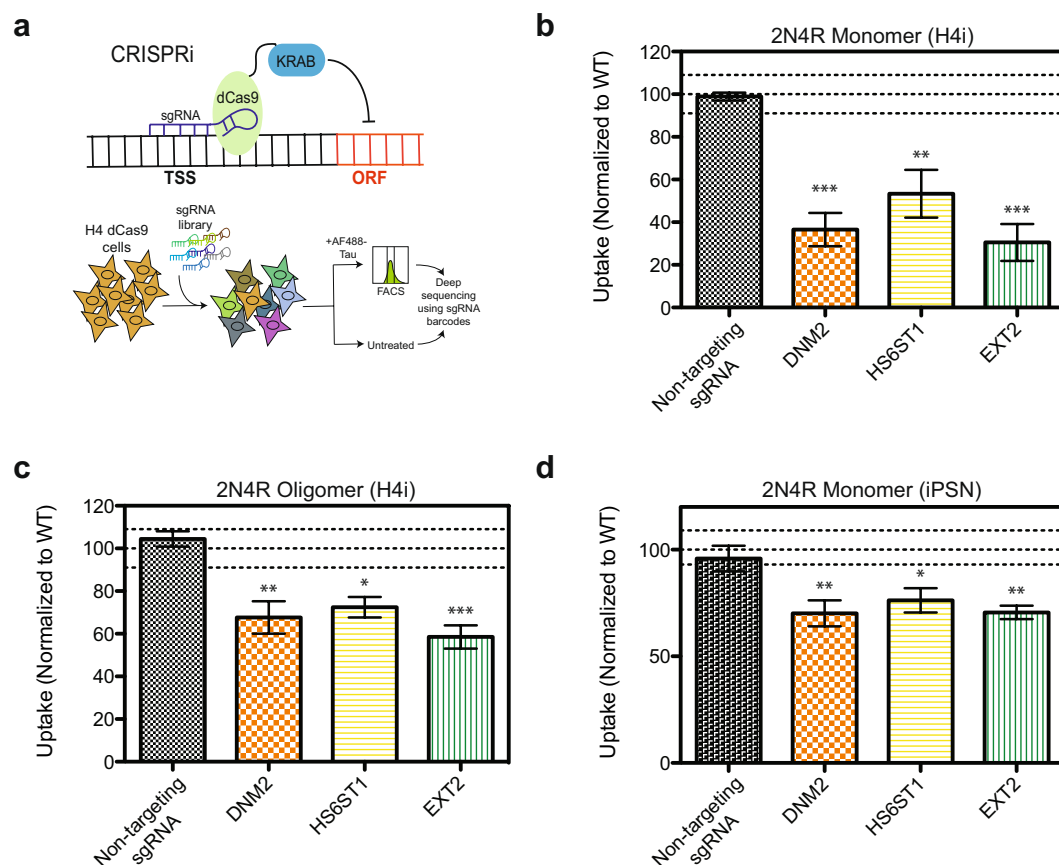 a
CRISPRi
KRAB
dCas9
sgRNA
TSS
ORF
H4 dCas9
cells
sgRNA
library
+AF488-
Tau
FACS
Untreated
Deep
sequencing
using sgRNA
barcodes
b
2N4R Monomer (H4i)
Uptake (Normalized to WT)
120
100
80
60
40
20
0
***
**
***
Non-targeting
sgRNA
DNM2
HS6ST1
EXT2
c
2N4R Oligomer (H4i)
Uptake (Normalized to WT)
120
100
80
60
40
20
0
**
*
***
Non-targeting
sgRNA
DNM2
HS6ST1
EXT2
d
2N4R Monomer (iPSN)
Uptake (Normalized to WT)
100
50
0
**
*
**
Non-targeting
sgRNA
DNM2
HS6ST1
EXT2